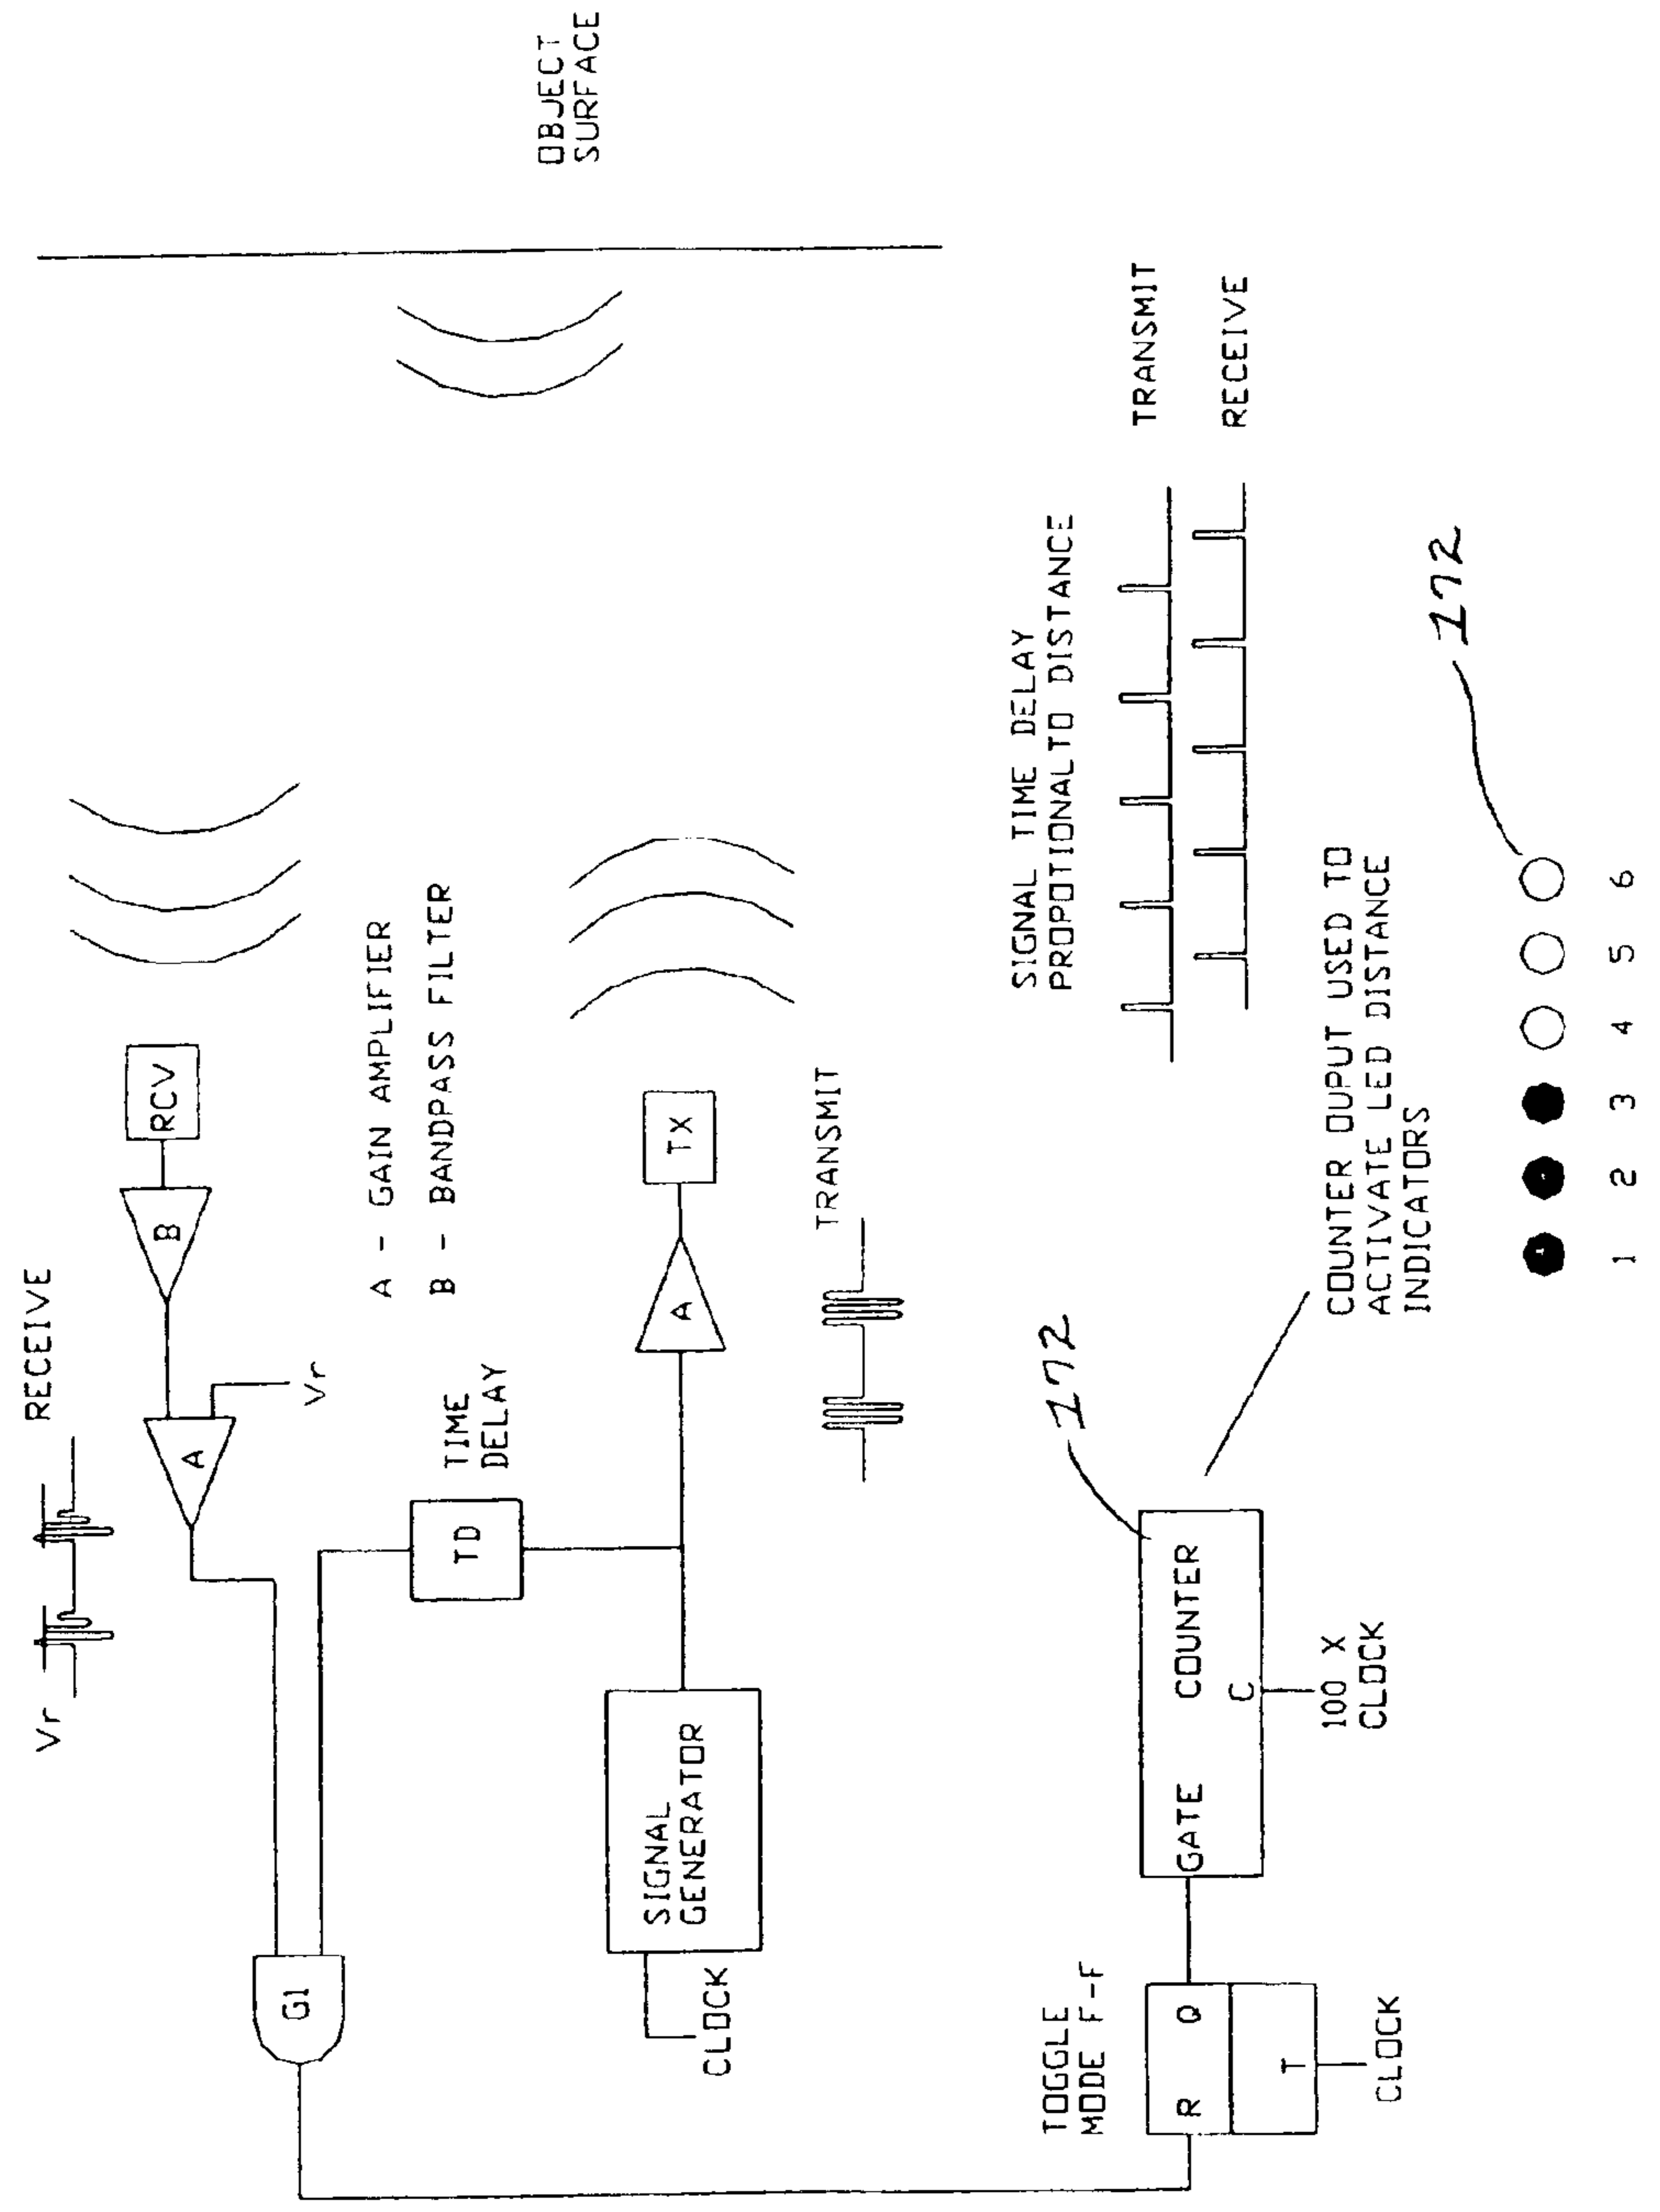 Vr
RECEIVE
G1
A
B
RCV
Vr
A - GAIN AMPLIFIER
B - BANDPASS FILTER
OBJECT
SURFACE
TD
TIME
DELAY
SIGNAL
GENERATOR
CLOCK
A
TX
TRANSMIT
SIGNAL TIME DELAY
PROPOTIONAL TO DISTANCE
TRANSMIT
RECEIVE
TOGGLE
MODE F-F
R Q
T
CLOCK
GATE COUNTER
C
100 X
CLOCK
172
COUNTER OUPUT USED TO
ACTIVATE LED DISTANCE
INDICATORS
172
1 2 3 4 5 6